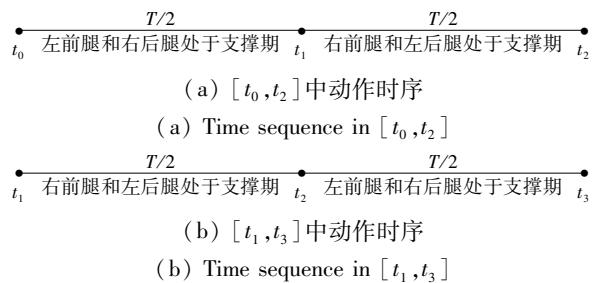 T/2 T/2
t₀ 左前腿和右后腿处于支撑期 t₁ 右前腿和左后腿处于支撑期 t₂
(a) [t₀,t₂]中动作时序
(a) Time sequence in [t₀,t₂]
T/2 T/2
t₁ 右前腿和左后腿处于支撑期 t₂ 左前腿和右后腿处于支撑期 t₃
(b) [t₁,t₃]中动作时序
(b) Time sequence in [t₁,t₃]